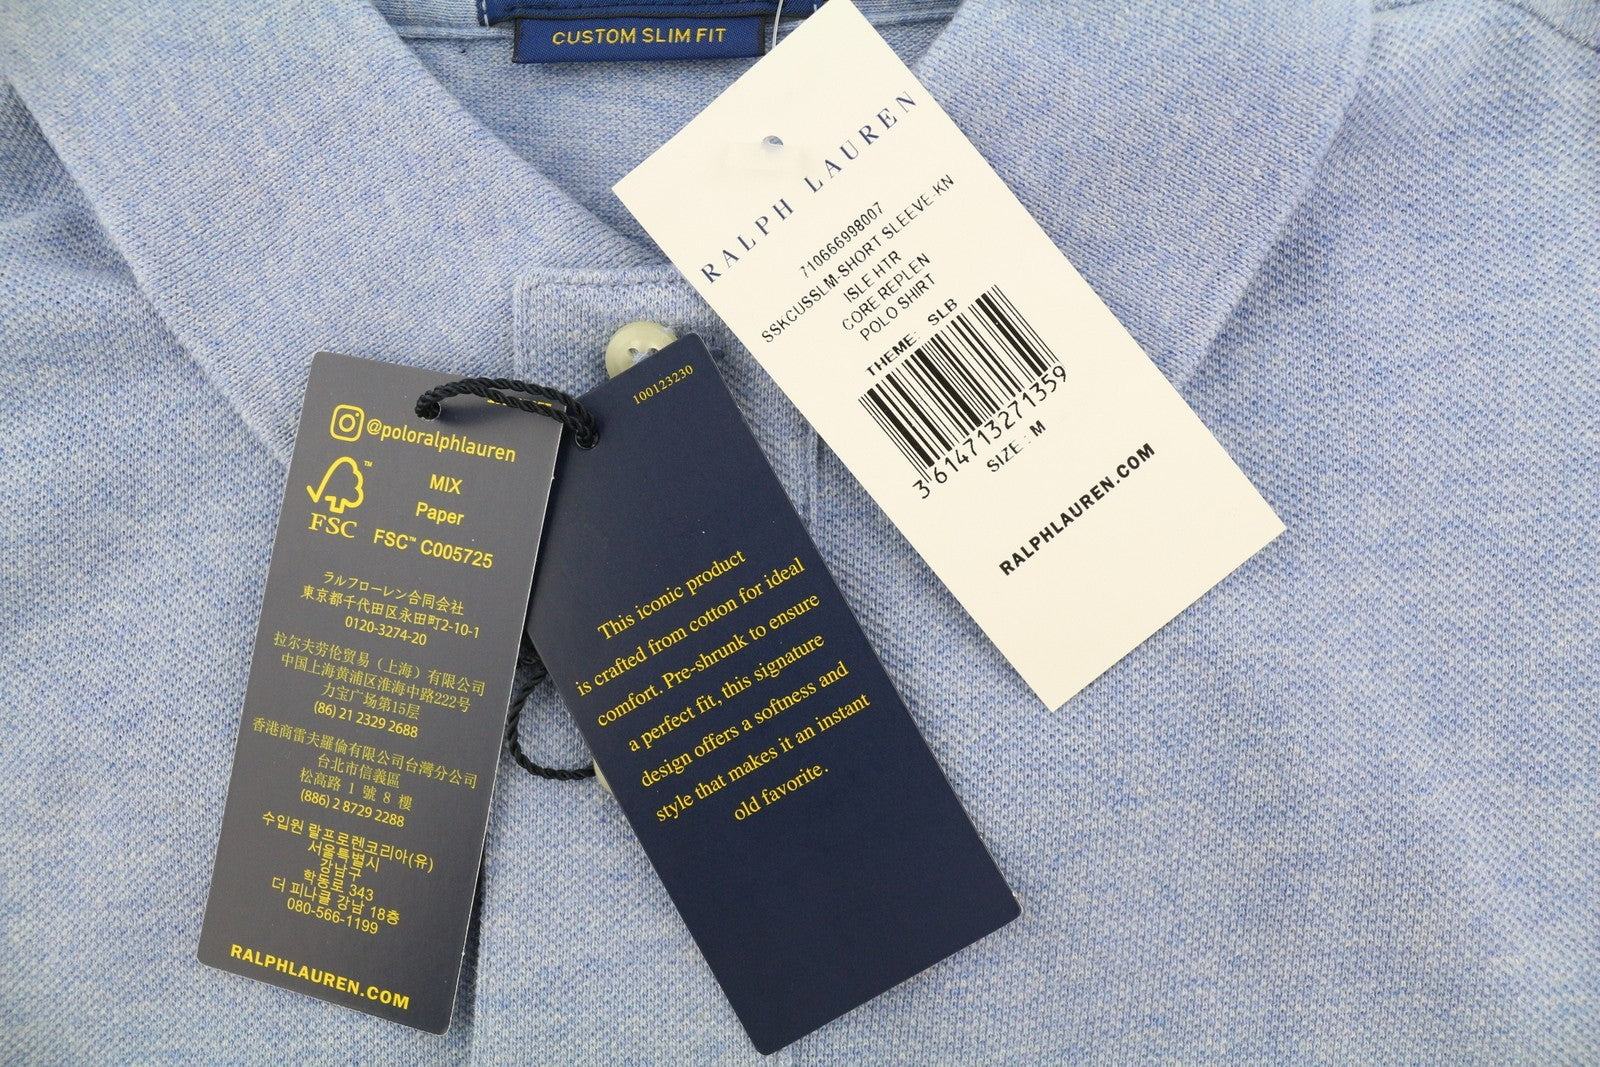 CUSTOM SLIM FIT
RALPH LAUREN
710666998007
SSKCUSSLM-SHORT SLEEVE-KN
ISLE HTR
CORE REPLEN
POLO SHIRT
THEME: SLB
3 614713271359
SIZE : M
RALPHLAUREN.COM
@poloralphlauren
FSC
MIX
Paper
FSC™ C005725
ラルフローレン合同会社
東京都千代田区永田町2-10-1
0120-3274-20
拉尔夫劳伦贸易（上海）有限公司
中国上海黄浦区淮海中路222号
力宝广场第15层
(86) 21 2329 2688
香港商雷夫羅倫有限公司台灣分公司
台北市信義區
松高路 1 號 8 樓
(886) 2 8729 2288
수입원 랄프로렌코리아(유)
서울특별시
강남구
학동로 343
더 피나클 강남 18층
080-566-1199
RALPHLAUREN.COM
100123230
This iconic product
is crafted from cotton for ideal
comfort. Pre-shrunk to ensure
a perfect fit, this signature
design offers a softness and
style that makes it an instant
old favorite.